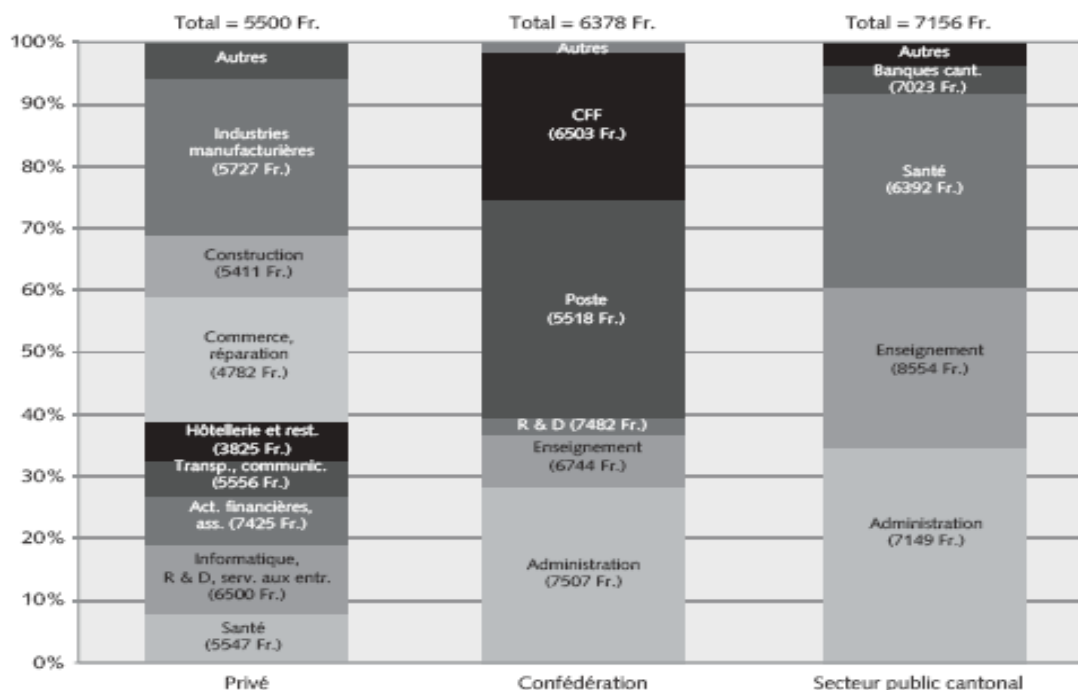 Total = 5500 Fr.
Total = 6378 Fr.
Total = 7156 Fr.
100%
90%
80%
70%
60%
50%
40%
30%
20%
10%
0%
Autres
Industries
manufacturières
(5727 Fr.)
Construction
(5411 Fr.)
Commerce,
réparation
(4782 Fr.)
Hôtellerie et rest.
(3825 Fr.)
Transp., communic.
(5556 Fr.)
Act. financières,
ass. (7425 Fr.)
Informatique,
R & D, serv. aux entr.
(6500 Fr.)
Santé
(5547 Fr.)
Privé
Autres
CFF
(6503 Fr.)
Poste
(5518 Fr.)
R & D (7482 Fr.)
Enseignement
(6744 Fr.)
Administration
(7507 Fr.)
Confédération
Autres
Banques cant.
(7023 Fr.)
Santé
(6392 Fr.)
Enseignement
(8554 Fr.)
Administration
(7149 Fr.)
Secteur public cantonal